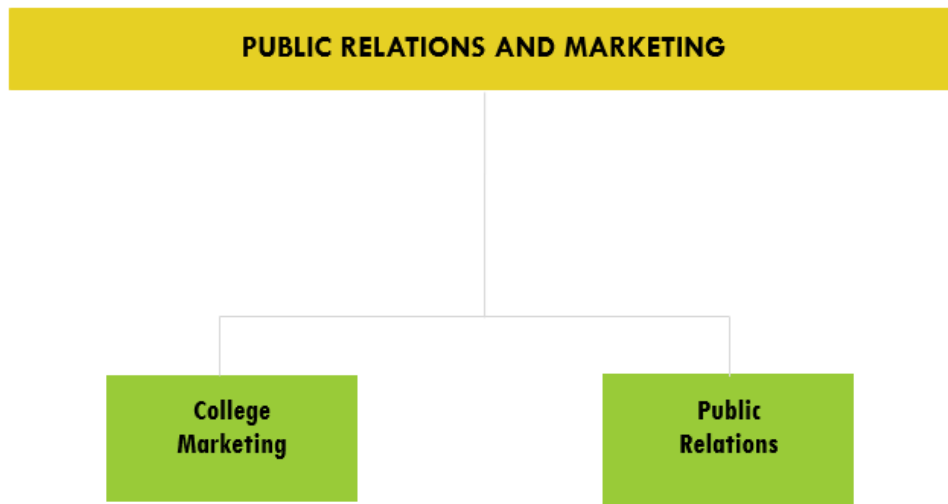 PUBLIC RELATIONS AND MARKETING
College
Marketing
Public
Relations